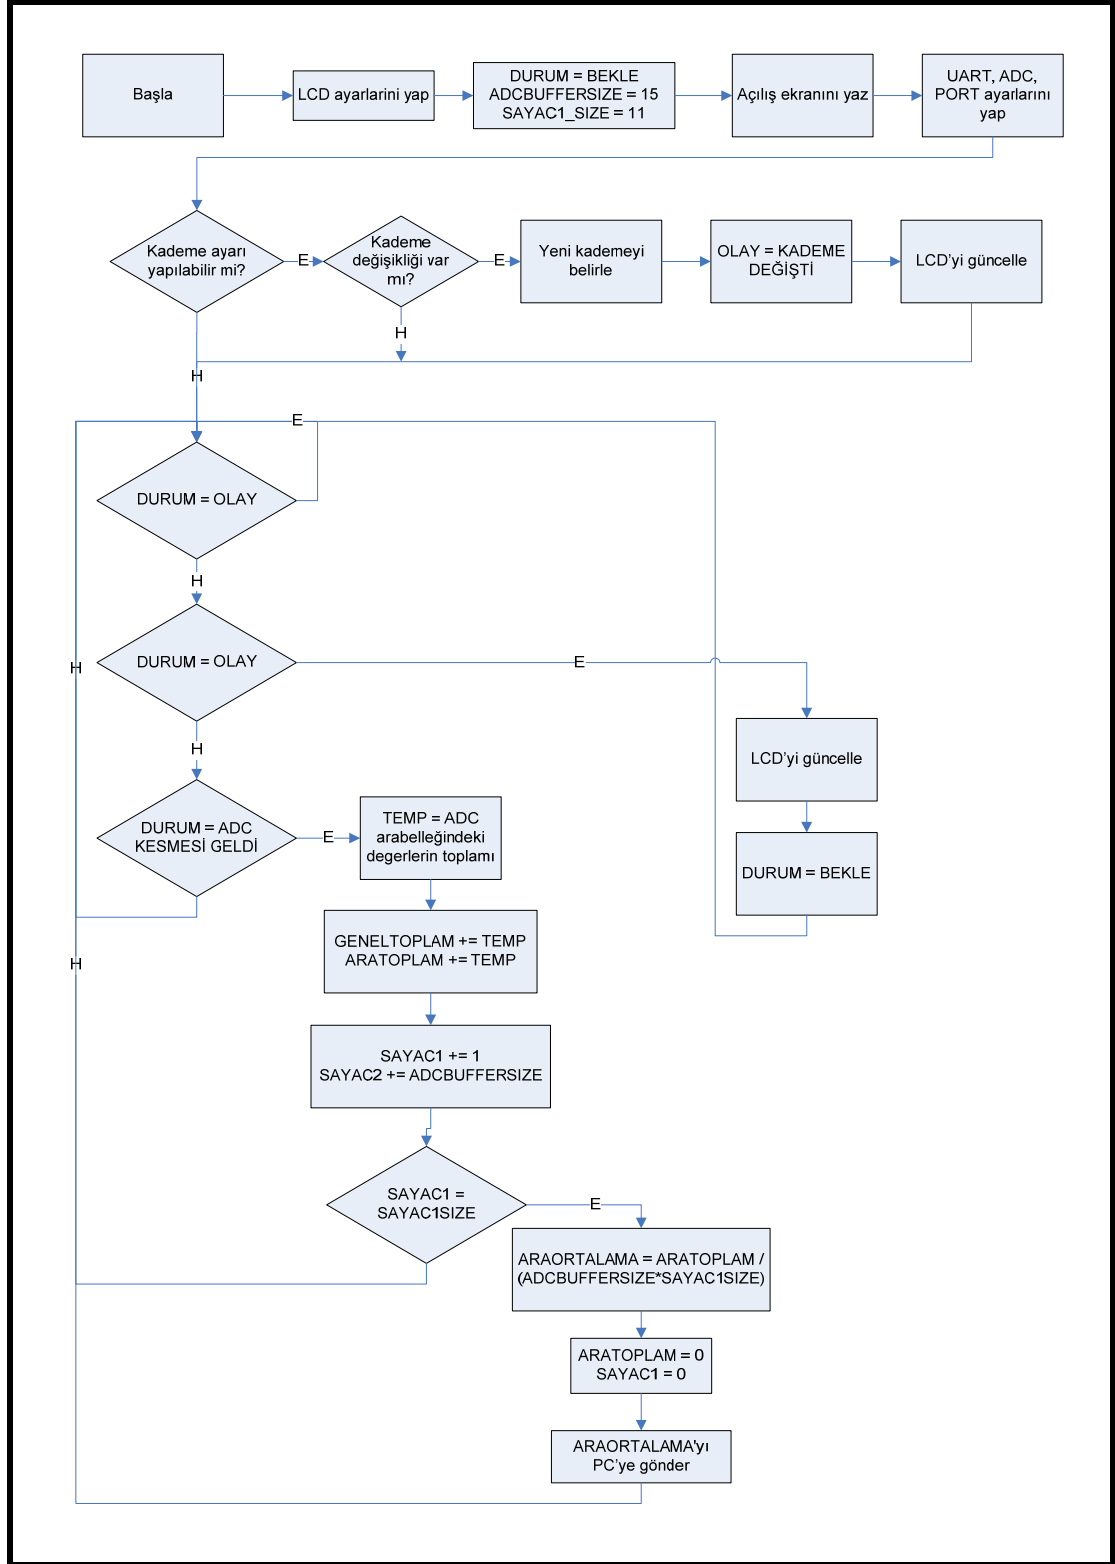 Başla
LCD ayarlarini yap
DURUM = BEKLE
ADCBUFFERSIZE = 15
SAYAC1_SIZE = 11
Açılış ekranını yaz
UART, ADC,
PORT ayarlarını
yap
Kademe ayarı
yapılabilir mi?
E
Kademe
değişikliği var
mı?
E
Yeni kademeyi
belirle
OLAY = KADEME
DEĞİŞTİ
LCD'yi güncelle
H
H
E
DURUM = OLAY
H
DURUM = OLAY
E
H
H
LCD'yi güncelle
DURUM = ADC
KESMESİ GELDİ
E
TEMP = ADC
arabelleğindeki
degerlerin toplamı
DURUM = BEKLE
GENELTOPLAM += TEMP
ARATOPLAM += TEMP
H
SAYAC1 += 1
SAYAC2 += ADCBUFFERSIZE
SAYAC1 =
SAYAC1SIZE
E
ARAORTALAMA = ARATOPLAM /
(ADCBUFFERSIZE*SAYAC1SIZE)
ARATOPLAM = 0
SAYAC1 = 0
ARAORTALAMA'yı
PC'ye gönder